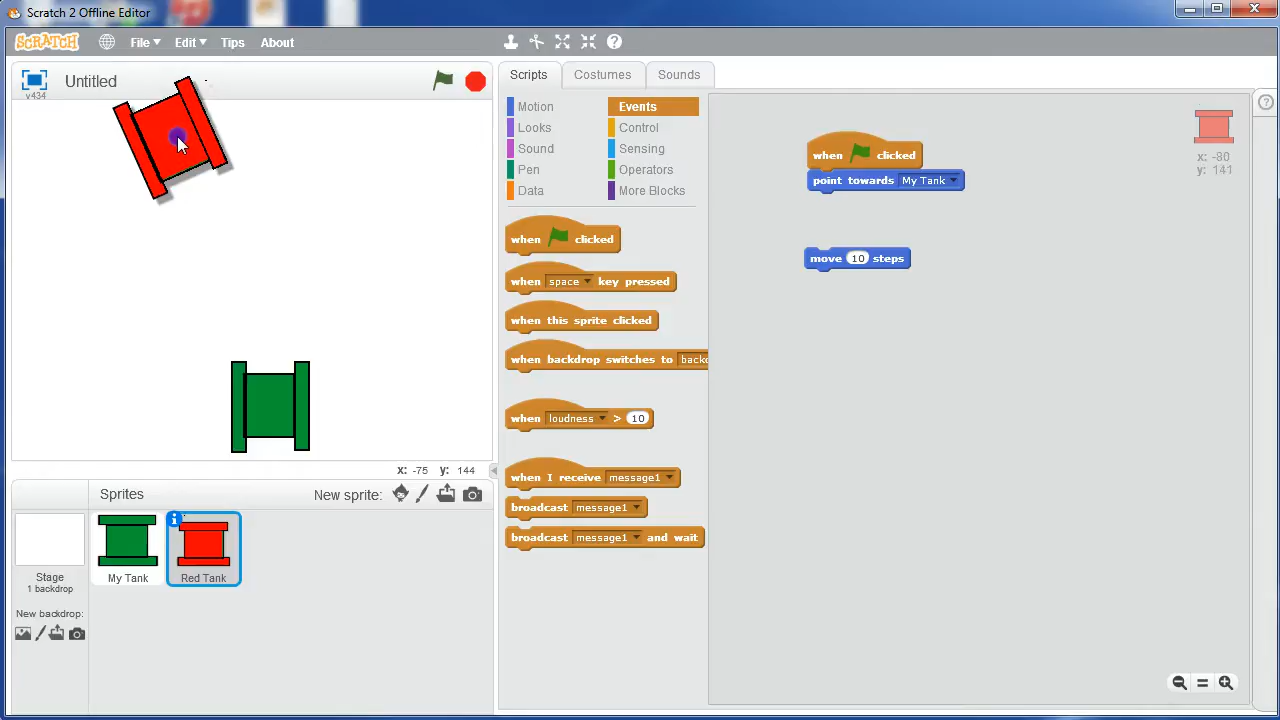 Scratch 2 Offline Editor
SCRATCH File Edit Tips About
v434
Untitled
Scripts Costumes Sounds
Motion Events
Looks Control
Sound Sensing
Pen Operators
Data More Blocks
when clicked
when space key pressed
when this sprite clicked
when backdrop switches to backd
when loudness > 10
when I receive message1
broadcast message1
broadcast message1 and wait
when clicked
point towards My Tank
move 10 steps
x: -80
y: 141
x: -75 y: 144
Sprites New sprite:
Stage
1 backdrop
New backdrop:
My Tank
Red Tank